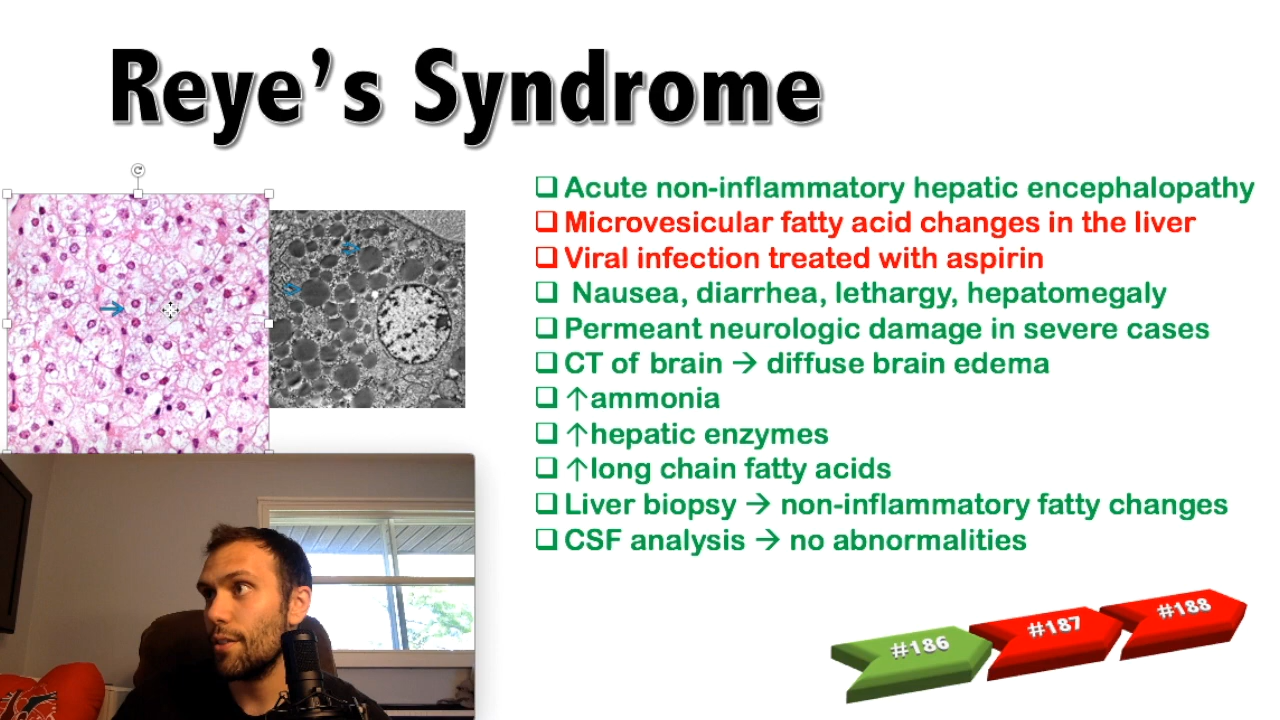 Reye's Syndrome
❑ Acute non-inflammatory hepatic encephalopathy
❑ Microvesicular fatty acid changes in the liver
❑ Viral infection treated with aspirin
❑ Nausea, diarrhea, lethargy, hepatomegaly
❑ Permeant neurologic damage in severe cases
❑ CT of brain → diffuse brain edema
❑ ↑ammonia
❑ ↑hepatic enzymes
❑ ↑long chain fatty acids
❑ Liver biopsy → non-inflammatory fatty changes
❑ CSF analysis → no abnormalities
#186 #187 #188